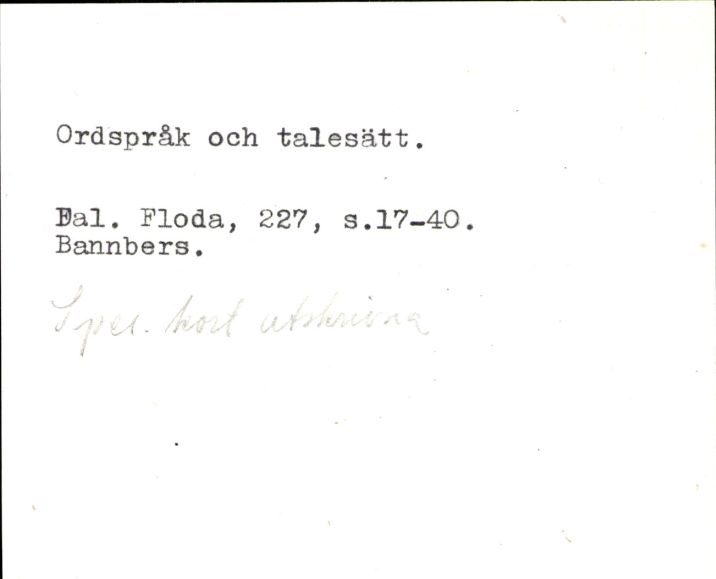 Ordspråk och talesätt.
Dal. Floda, 227, s.17-40.
Bannbers.
Spec. kort utskrivna